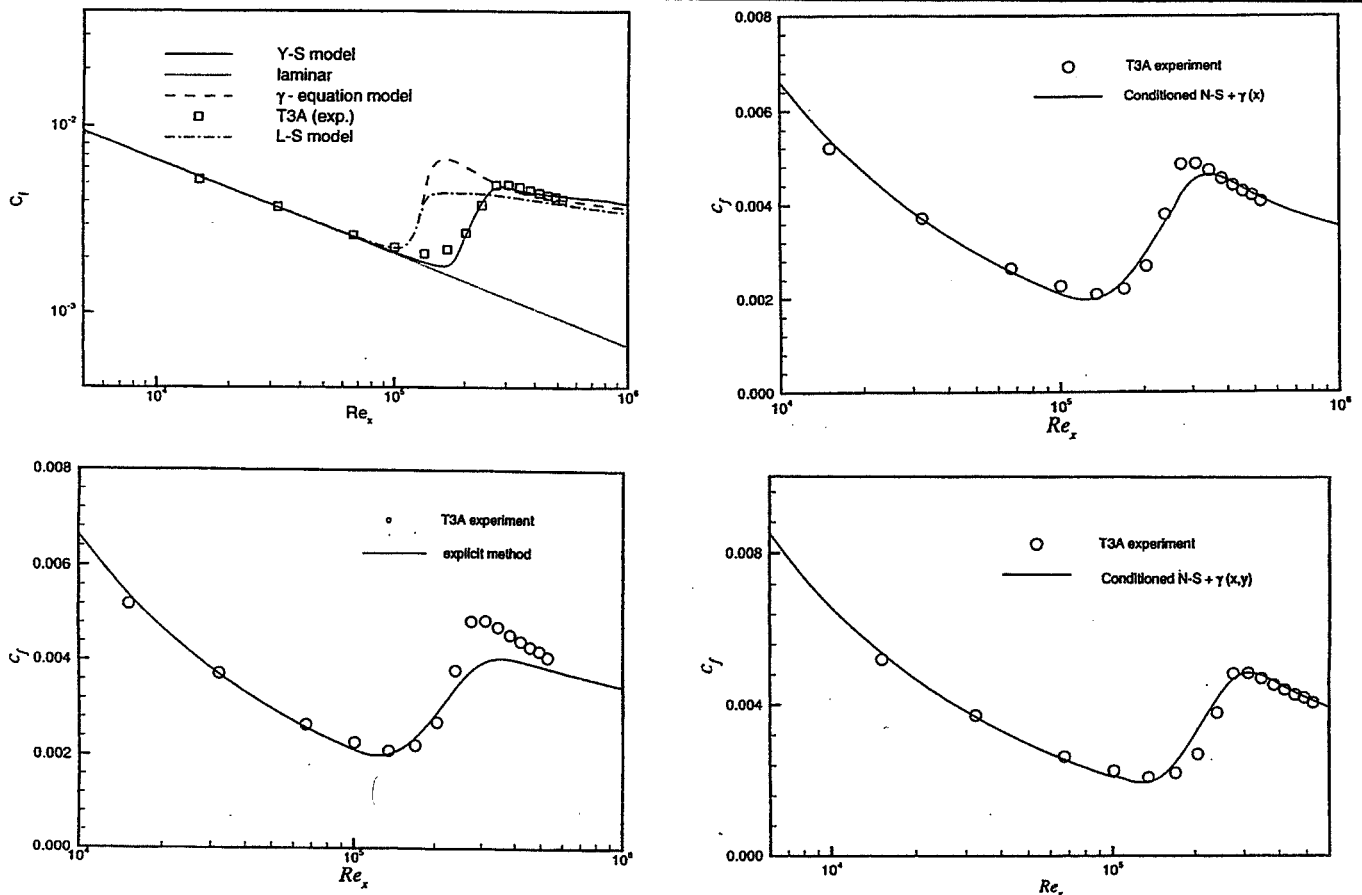 Y-S model
laminar
γ - equation model
T3A (exp.)
L-S model
10⁻²
10⁻³
C_f
10⁴
10⁵
10⁶
Re_x
0.008
0.006
0.004
0.002
0.000
c_f
T3A experiment
Conditioned N-S + γ (x)
10⁴
10⁵
10⁶
Re_x
0.008
0.006
0.004
0.002
0.000
c_f
T3A experiment
explicit method
10⁴
10⁵
10⁶
Re_x
0.008
0.004
0.000
c_f
T3A experiment
Conditioned N-S + γ (x,y)
10⁴
10⁵
Re_x